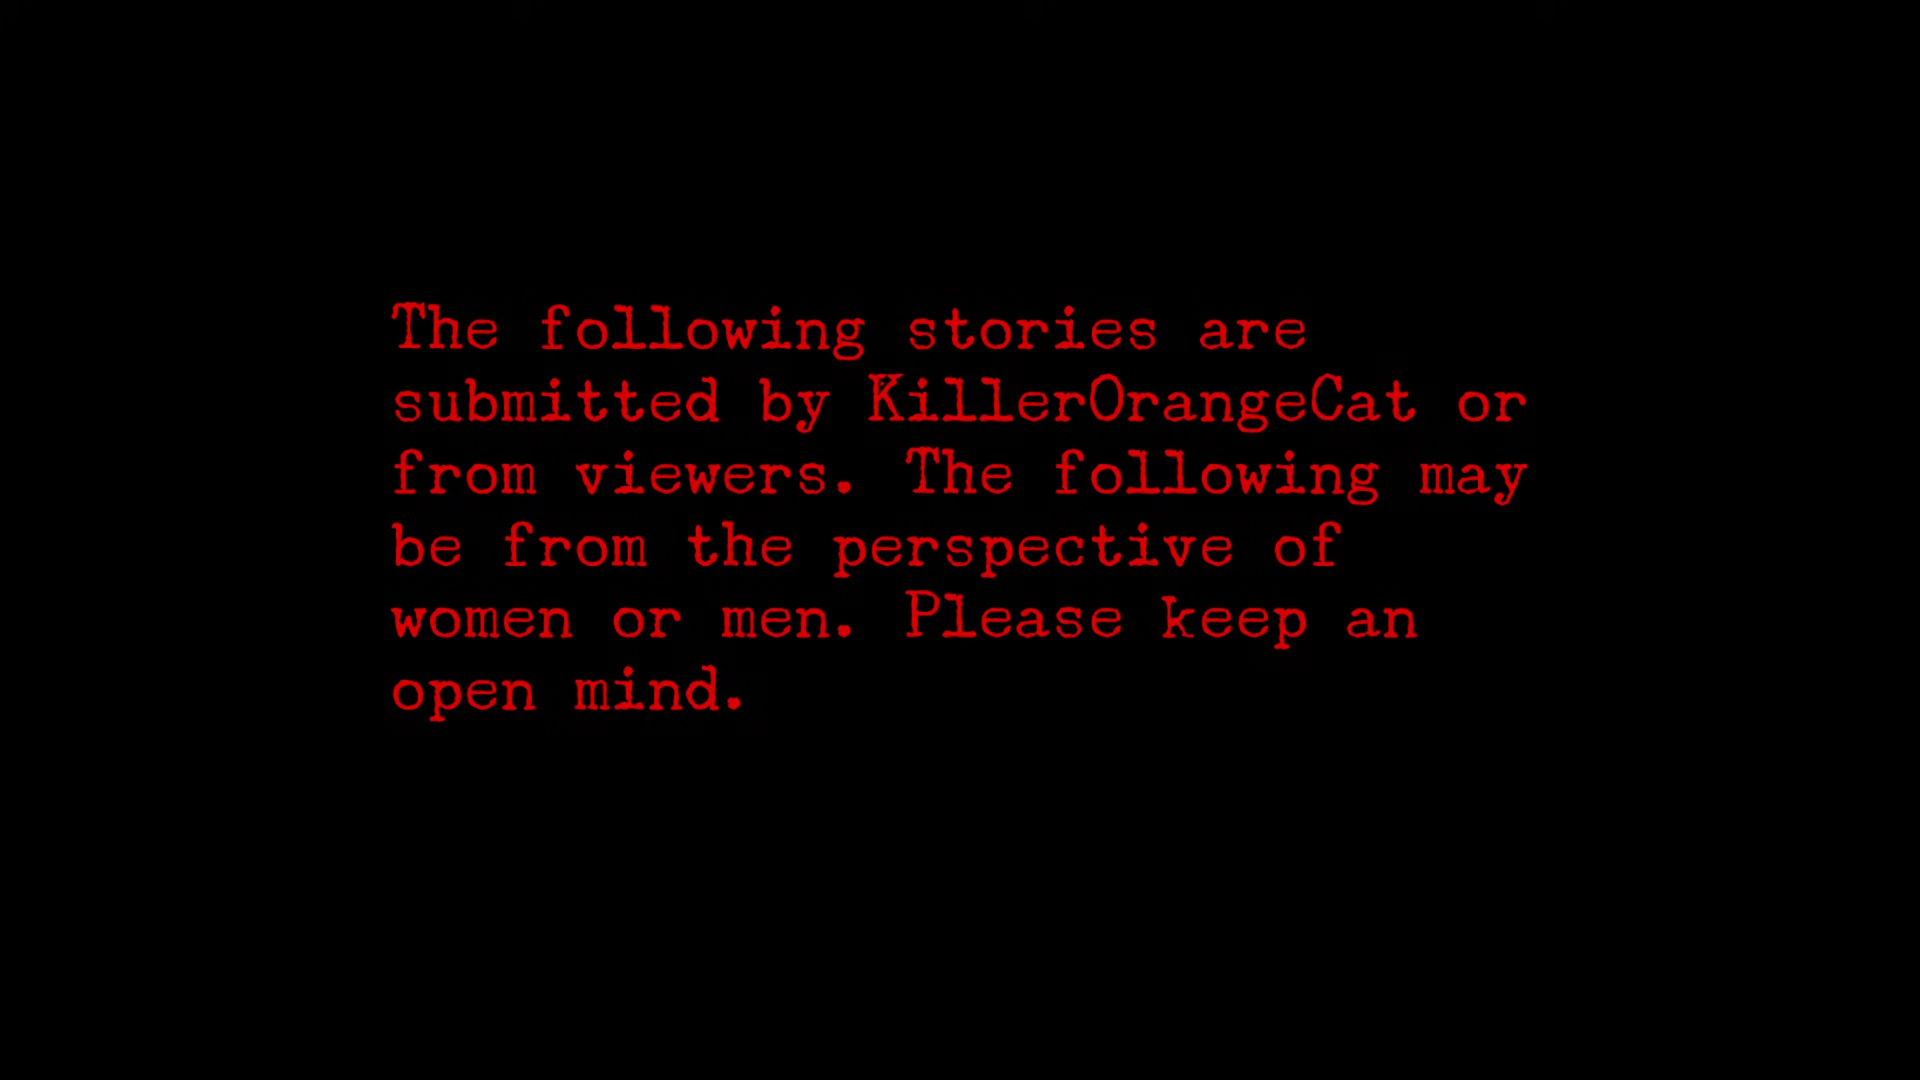 The following stories are
submitted by KillerOrangeCat or
from viewers. The following may
be from the perspective of
women or men. Please keep an
open mind.